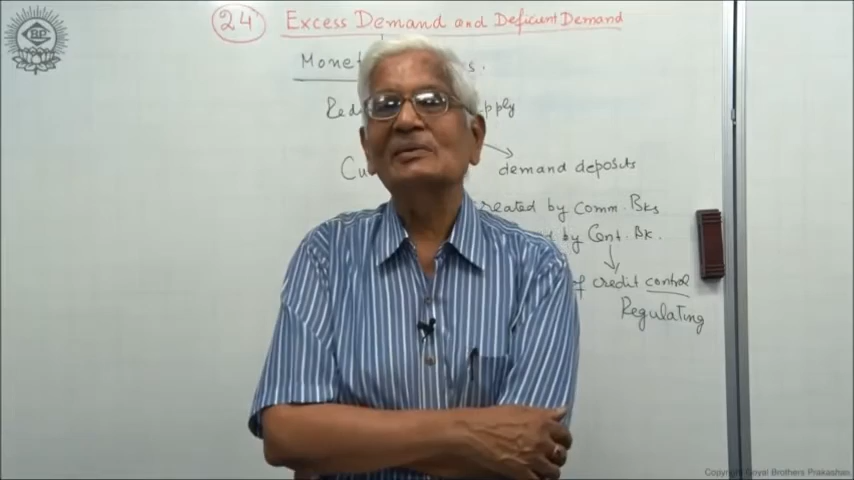 24 Excess Demand and Deficient Demand
demand deposits
by Comm. Bks
by Cent. Bk.
of credit control
Regulating
Copyright Goyal Brothers Prakashan